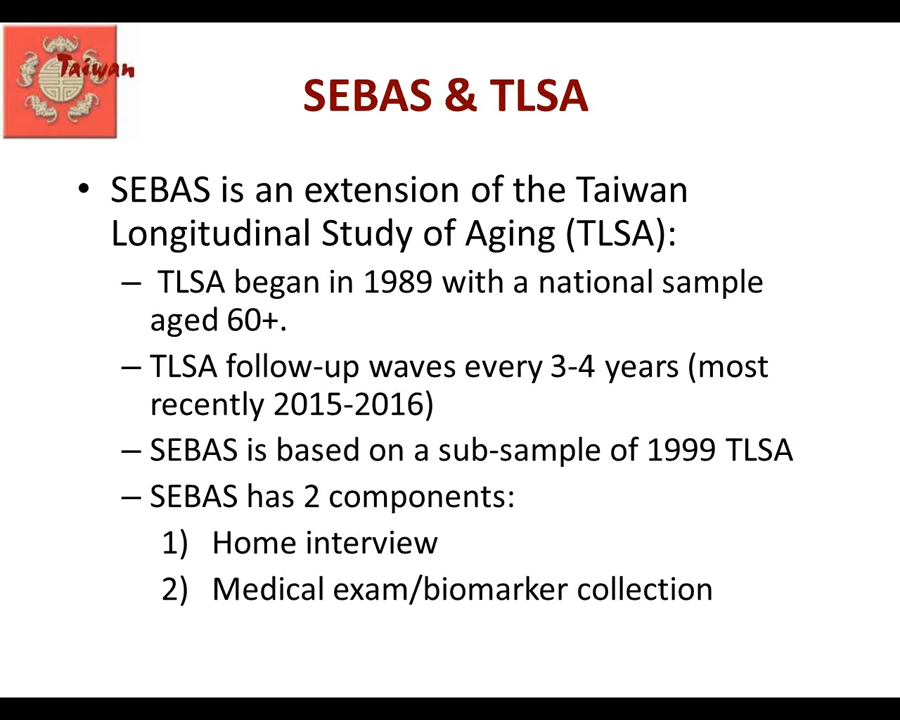 Taiwan
SEBAS & TLSA
• SEBAS is an extension of the Taiwan
Longitudinal Study of Aging (TLSA):
– TLSA began in 1989 with a national sample
aged 60+.
– TLSA follow-up waves every 3-4 years (most
recently 2015-2016)
– SEBAS is based on a sub-sample of 1999 TLSA
– SEBAS has 2 components:
1) Home interview
2) Medical exam/biomarker collection